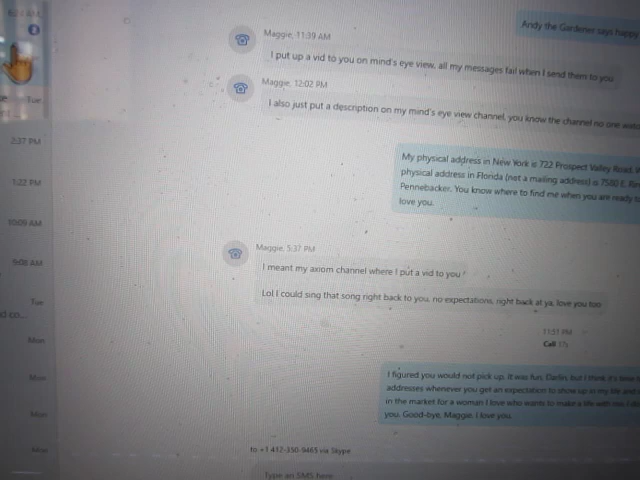 8:24 AM
Andy the Gardener says happy
Maggie, 11:39 AM
I put up a vid to you on mind's eye view, all my messages fail when I send them to you
Maggie, 12:02 PM
I also just put a description on my mind's eye view channel, you know the channel no one
Tue
2:37 PM
My physical address in New York is 722 Prospect Valley Road,
physical address in Florida (not a mailing address) is 7580 E.
Pennebacker. You know where to find me when you are ready
love you.
1:22 PM
10:09 AM
Maggie, 5:37 PM
I meant my axiom channel where I put a vid to you
9:08 AM
Lol I could sing that song right back to you, no expectations, right back at ya, love you too
Tue
d co...
11:51 PM
Call 17s
Mon
I figured you would not pick up. It was fun, Darlin, but I think it's
addresses whenever you get an expectation to show up in my life and
in the market for a woman I love who wants to make a life with me. I
you. Good-bye, Maggie. I love you.
Mon
Mon
Mon
to +1 412-350-9465 via Skype
Type an SMS here